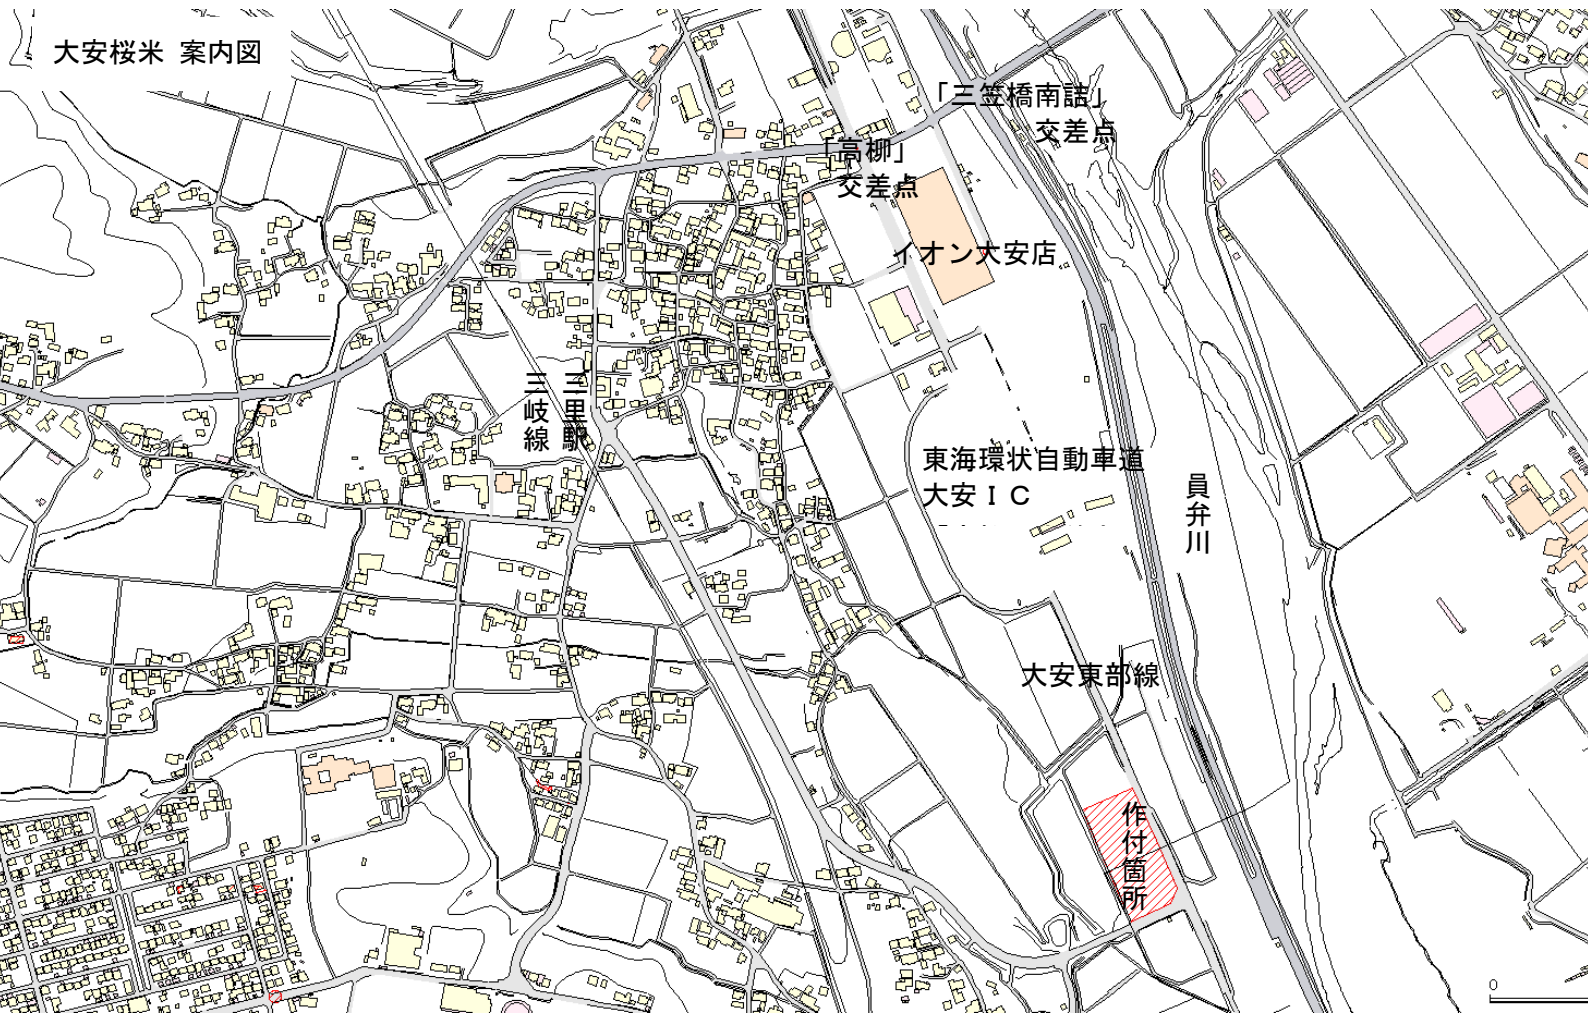 大安桜米 案内図
「三笠橋南詰」
交差点
「高柳」
交差点
イオン大安店
三里駅
三岐線
東海環状自動車道
大安ＩＣ
員弁川
大安東部線
作付箇所
0